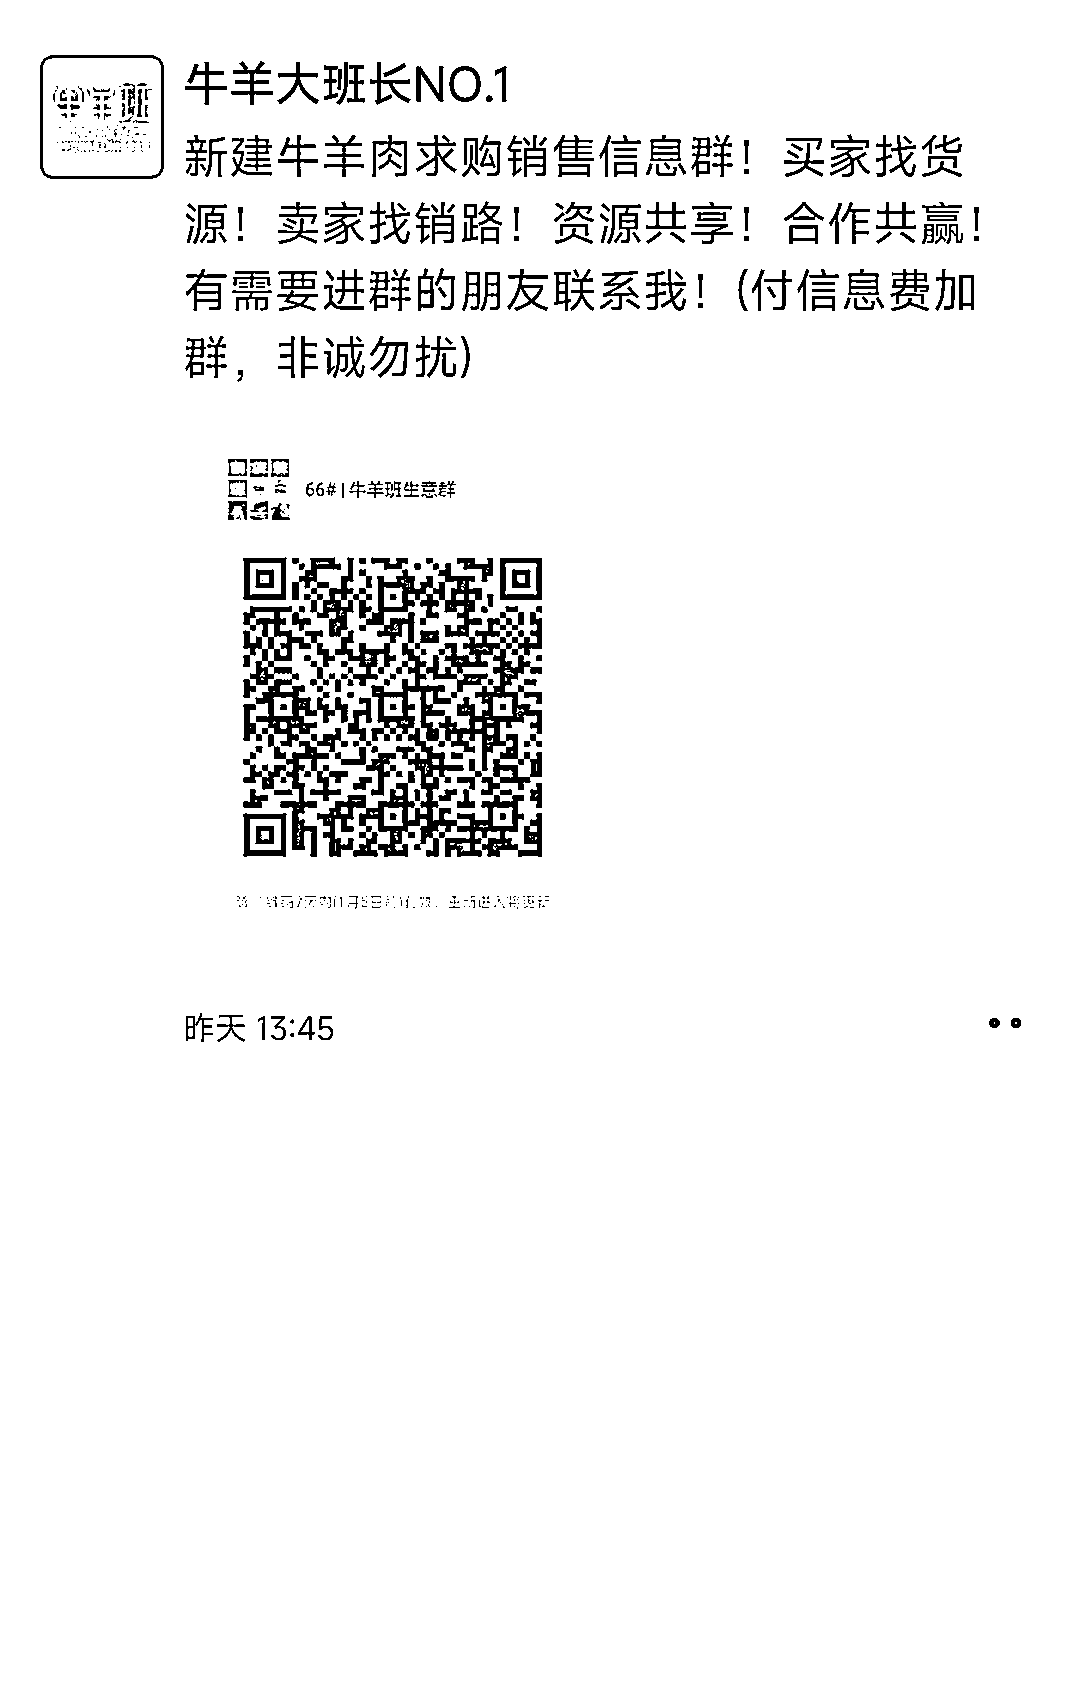 牛羊班
牛羊大班长NO.1
新建牛羊肉求购销售信息群！买家找货
源！卖家找销路！资源共享！合作共赢！
有需要进群的朋友联系我！(付信息费加
群，非诚勿扰)
66# | 牛羊班生意群
昨天 13:45